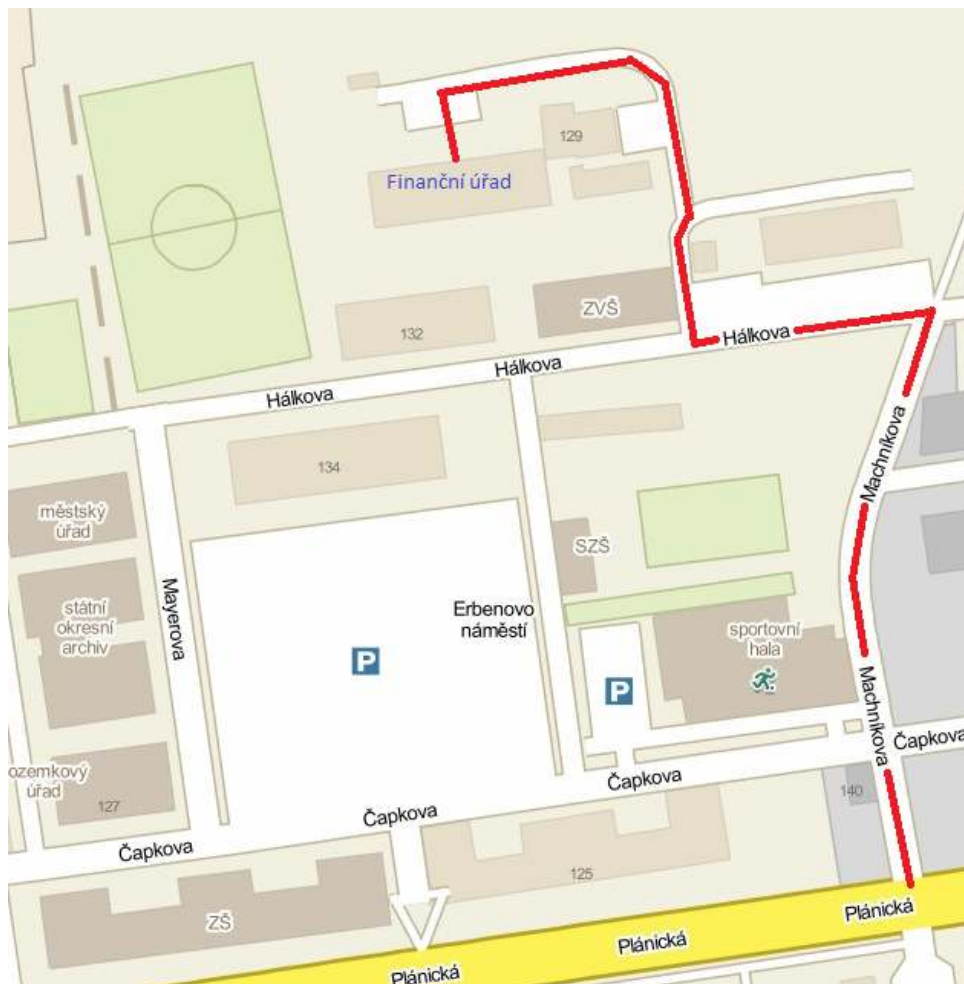 129
Finanční úřad
ZVŠ
132
Hálkova
Hálkova
Hálkova
Machníkova
134
městský
úřad
SZŠ
státní
okresní
archiv
Mayerova
Erbenovo
náměstí
sportovní
hala
P
P
Machníkova
Čapkova
ozemkový
úřad
127
Čapkova
Čapkova
Čapkova
140
125
ZŠ
Plánická
Plánická
Plánická